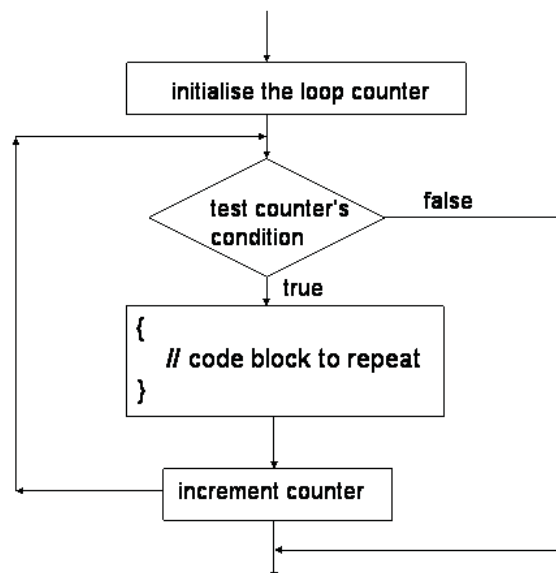 initialise the loop counter
test counter's
condition
false
true
{
// code block to repeat
}
increment counter